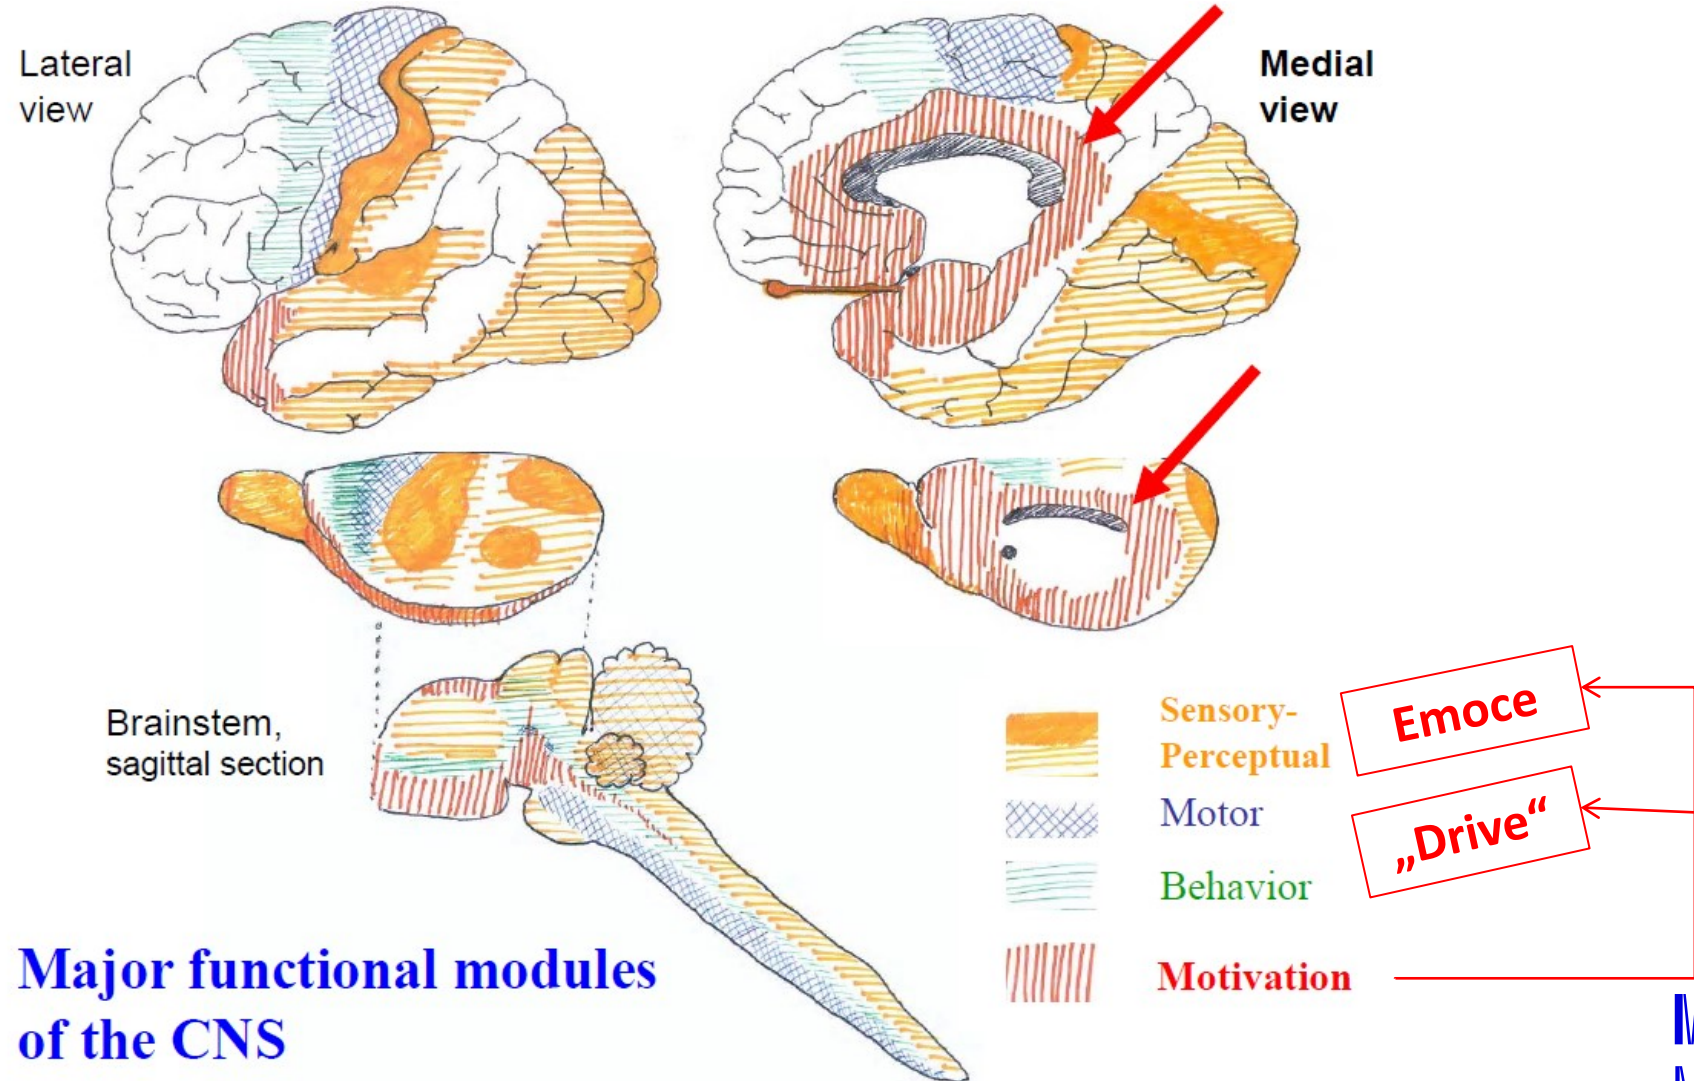 Lateral
view
Medial
view
Brainstem,
sagittal section
Sensory-
Perceptual
Motor
Behavior
Motivation
Emoce
„Drive“
Major functional modules
of the CNS